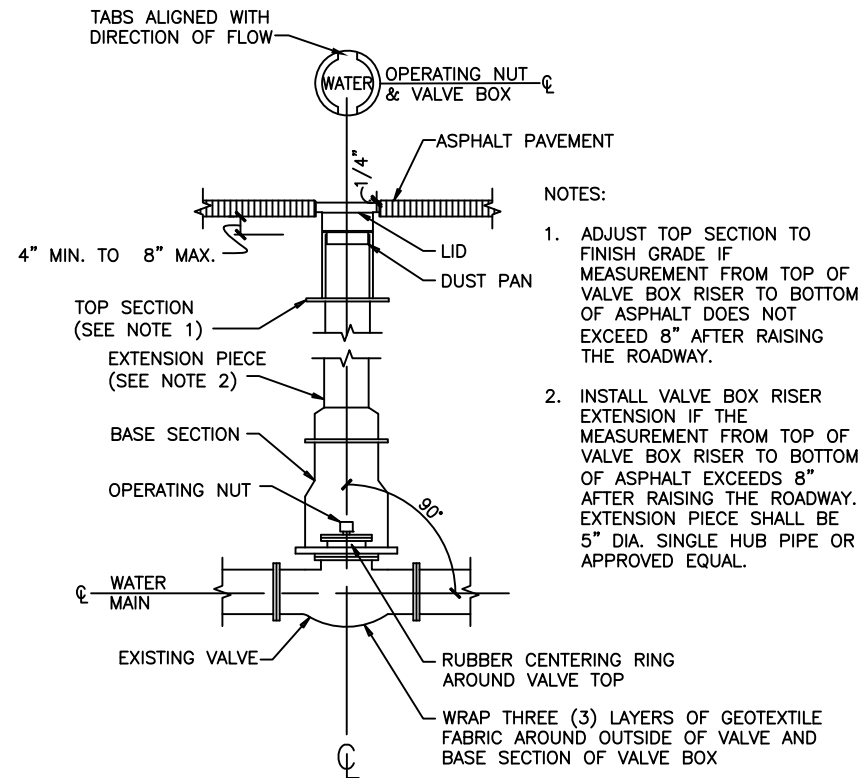 TABS ALIGNED WITH
DIRECTION OF FLOW
WATER
OPERATING NUT
& VALVE BOX
℄
ASPHALT PAVEMENT
1/4"
4" MIN. TO 8" MAX.
LID
DUST PAN
TOP SECTION
(SEE NOTE 1)
EXTENSION PIECE
(SEE NOTE 2)
BASE SECTION
OPERATING NUT
90°
℄
WATER
MAIN
EXISTING VALVE
RUBBER CENTERING RING
AROUND VALVE TOP
WRAP THREE (3) LAYERS OF GEOTEXTILE
FABRIC AROUND OUTSIDE OF VALVE AND
BASE SECTION OF VALVE BOX
℄
NOTES:
1. ADJUST TOP SECTION TO
FINISH GRADE IF
MEASUREMENT FROM TOP OF
VALVE BOX RISER TO BOTTOM
OF ASPHALT DOES NOT
EXCEED 8" AFTER RAISING
THE ROADWAY.
2. INSTALL VALVE BOX RISER
EXTENSION IF THE
MEASUREMENT FROM TOP OF
VALVE BOX RISER TO BOTTOM
OF ASPHALT EXCEEDS 8"
AFTER RAISING THE ROADWAY.
EXTENSION PIECE SHALL BE
5" DIA. SINGLE HUB PIPE OR
APPROVED EQUAL.